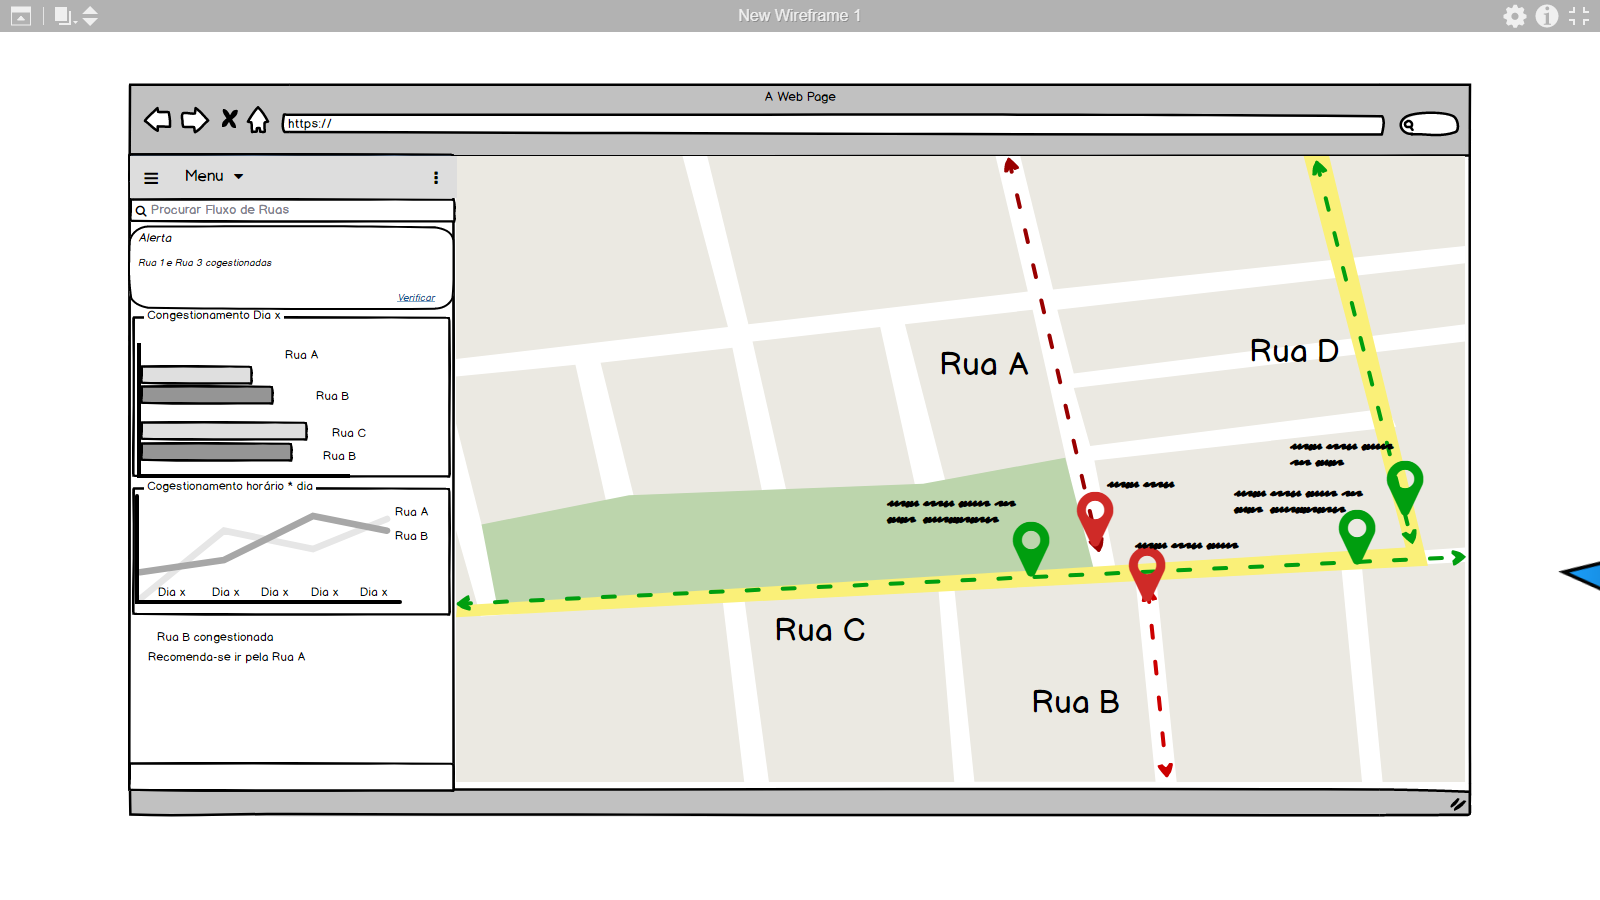 New Wireframe 1
A Web Page
https://
Menu
Procurar Fluxo de Ruas
Alerta
Rua 1 e Rua 3 cogestionadas
Verificar
Congestionamento Dia x
Rua A
Rua B
Rua C
Rua B
Cogestionamento horário * dia
Rua A
Rua B
Dia x Dia x Dia x Dia x Dia x
Rua B congestionada
Recomenda-se ir pela Rua A
Rua A
Rua D
Rua C
Rua B